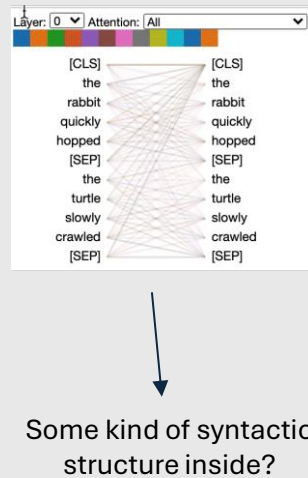 Layer: 0 Attention: All
[CLS] [CLS]
the the
rabbit rabbit
quickly quickly
hopped hopped
[SEP] [SEP]
the the
turtle turtle
slowly slowly
crawled crawled
[SEP] [SEP]
Some kind of syntactic
structure inside?